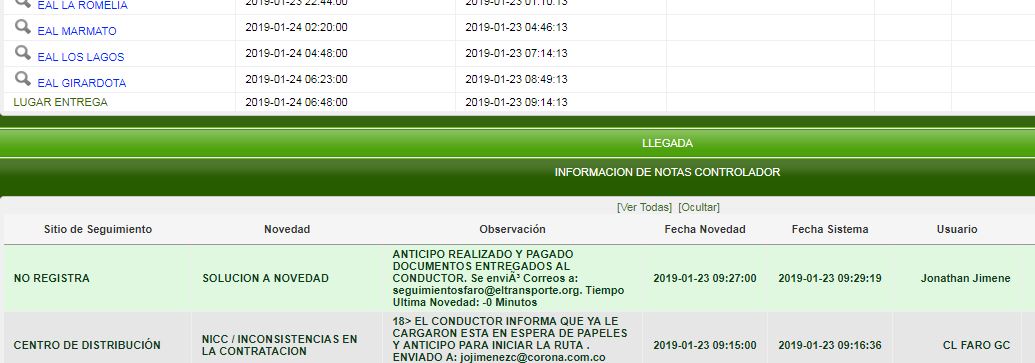 EAL LA ROMELIA 2019-01-23 22:44:00 2019-01-23 01:10:13
EAL MARMATO 2019-01-24 02:20:00 2019-01-23 04:46:13
EAL LOS LAGOS 2019-01-24 04:48:00 2019-01-23 07:14:13
EAL GIRARDOTA 2019-01-24 06:23:00 2019-01-23 08:49:13
LUGAR ENTREGA 2019-01-24 06:48:00 2019-01-23 09:14:13
LLEGADA
INFORMACION DE NOTAS CONTROLADOR
[Ver Todas] [Ocultar]
Sitio de Seguimiento Novedad Observación Fecha Novedad Fecha Sistema Usuario
ANTICIPO REALIZADO Y PAGADO
DOCUMENTOS ENTREGADOS AL
NO REGISTRA SOLUCION A NOVEDAD CONDUCTOR. Se enviÃ³ Correos a: 2019-01-23 09:27:00 2019-01-23 09:29:19 Jonathan Jimene
seguimientosfaro@eltransporte.org. Tiempo
Ultima Novedad: -0 Minutos
18> EL CONDUCTOR INFORMA QUE YA LE
CENTRO DE DISTRIBUCIÓN NICC / INCONSISTENCIAS EN LA CONTRATACION CARGARON ESTA EN ESPERA DE PAPELES 2019-01-23 09:15:00 2019-01-23 09:16:36 CL FARO GC
Y ANTICIPO PARA INICIAR LA RUTA .
ENVIADO A: jojimenezc@corona.com.co